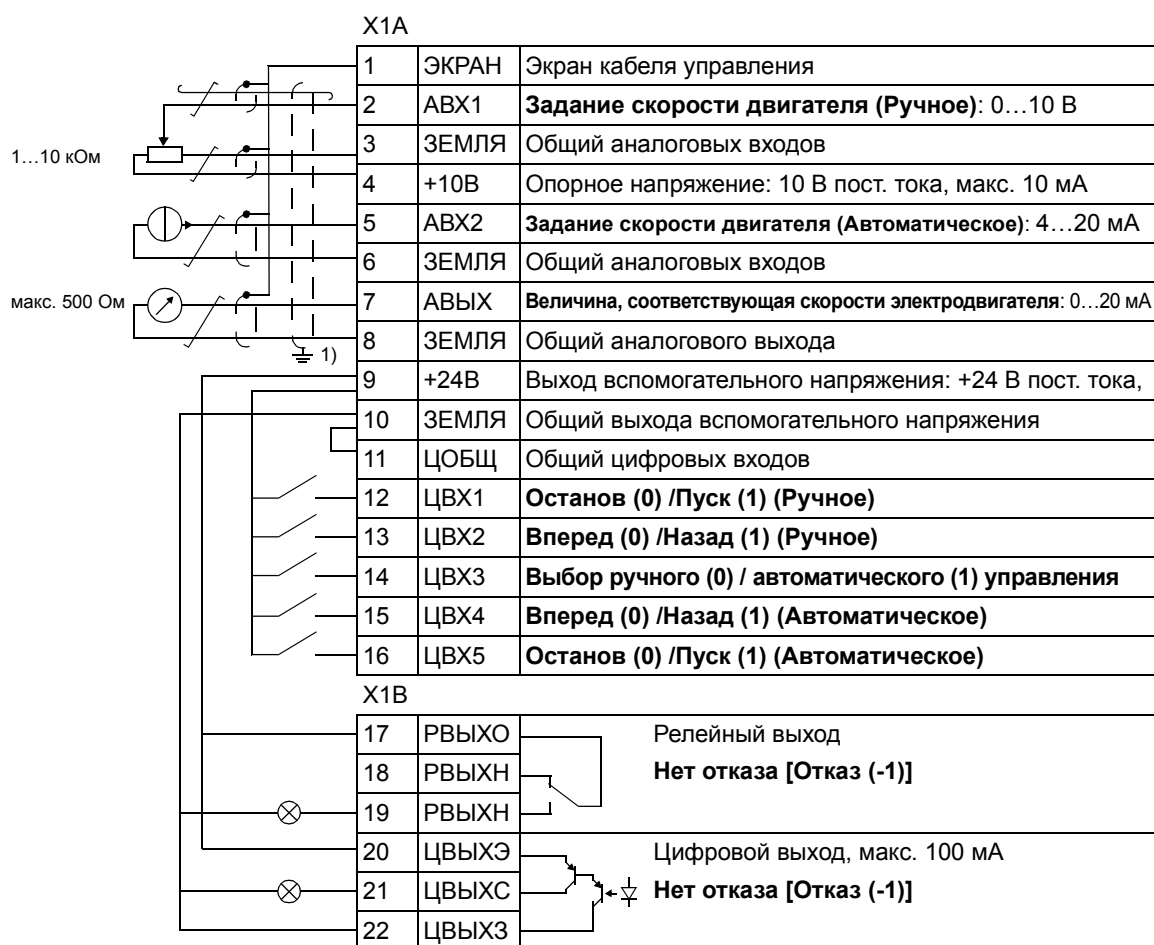 X1A
1 ЭКРАН Экран кабеля управления
2 АВХ1 Задание скорости двигателя (Ручное): 0…10 В
1…10 кОм
3 ЗЕМЛЯ Общий аналоговых входов
4 +10В Опорное напряжение: 10 В пост. тока, макс. 10 мА
5 АВХ2 Задание скорости двигателя (Автоматическое): 4…20 мА
6 ЗЕМЛЯ Общий аналоговых входов
макс. 500 Ом
7 АВЫХ Величина, соответствующая скорости электродвигателя: 0…20 мА
8 ЗЕМЛЯ Общий аналогового выхода
1)
9 +24В Выход вспомогательного напряжения: +24 В пост. тока,
10 ЗЕМЛЯ Общий выхода вспомогательного напряжения
11 ЦОБЩ Общий цифровых входов
12 ЦВХ1 Останов (0) /Пуск (1) (Ручное)
13 ЦВХ2 Вперед (0) /Назад (1) (Ручное)
14 ЦВХ3 Выбор ручного (0) / автоматического (1) управления
15 ЦВХ4 Вперед (0) /Назад (1) (Автоматическое)
16 ЦВХ5 Останов (0) /Пуск (1) (Автоматическое)
X1B
17 РВЫХО Релейный выход
18 РВЫХН Нет отказа [Отказ (-1)]
19 РВЫХН
20 ЦВЫХЭ Цифровой выход, макс. 100 мА
21 ЦВЫХС Нет отказа [Отказ (-1)]
22 ЦВЫХЗ